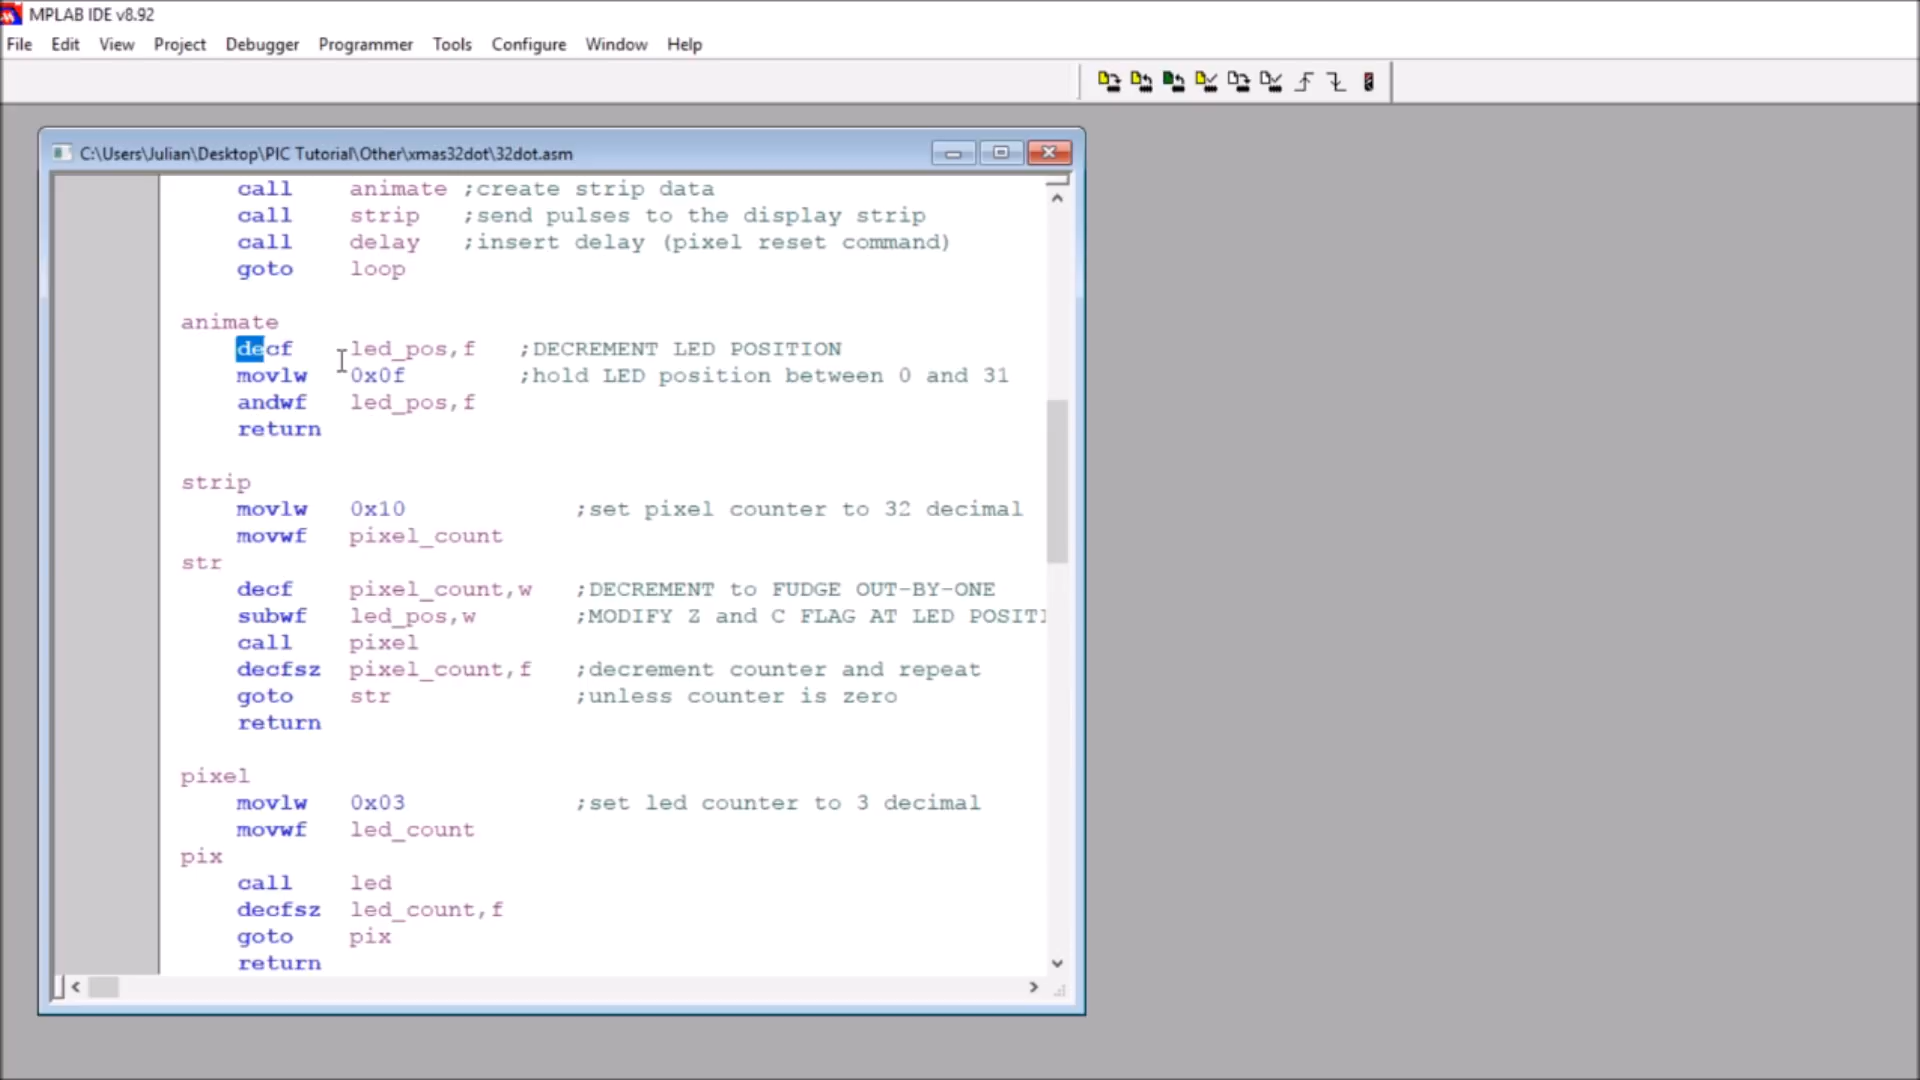 MPLAB IDE v8.92
File Edit View Project Debugger Programmer Tools Configure Window Help
C:\Users\Julian\Desktop\PIC Tutorial\Other\xmas32dot\32dot.asm
call animate ;create strip data
call strip ;send pulses to the display strip
call delay ;insert delay (pixel reset command)
goto loop
animate
decf led_pos,f ;DECREMENT LED POSITION
movlw 0x0f ;hold LED position between 0 and 31
andwf led_pos,f
return
strip
movlw 0x10 ;set pixel counter to 32 decimal
movwf pixel_count
str
decf pixel_count,w ;DECREMENT to FUDGE OUT-BY-ONE
subwf led_pos,w ;MODIFY Z and C FLAG AT LED POSITI
call pixel
decfsz pixel_count,f ;decrement counter and repeat
goto str ;unless counter is zero
return
pixel
movlw 0x03 ;set led counter to 3 decimal
movwf led_count
pix
call led
decfsz led_count,f
goto pix
return